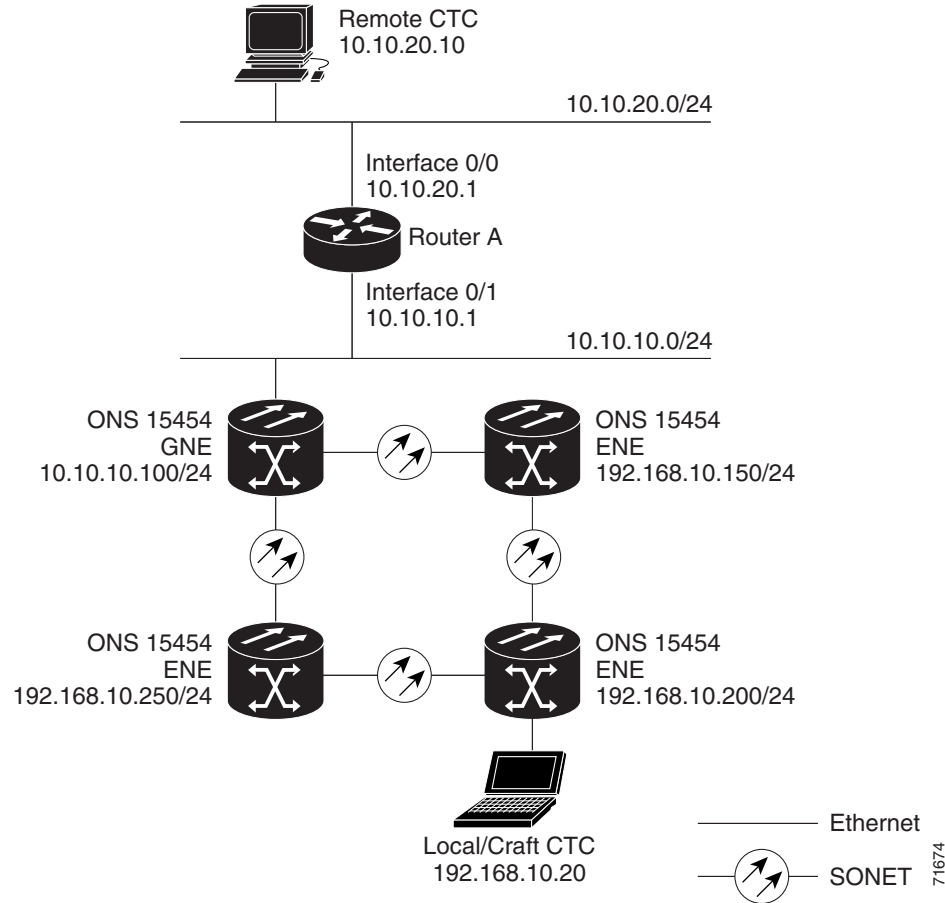 Remote CTC
10.10.20.10
10.10.20.0/24
Interface 0/0
10.10.20.1
Router A
Interface 0/1
10.10.10.1
10.10.10.0/24
ONS 15454
GNE
10.10.10.100/24
ONS 15454
ENE
192.168.10.150/24
ONS 15454
ENE
192.168.10.250/24
ONS 15454
ENE
192.168.10.200/24
Local/Craft CTC
192.168.10.20
Ethernet
SONET
71674